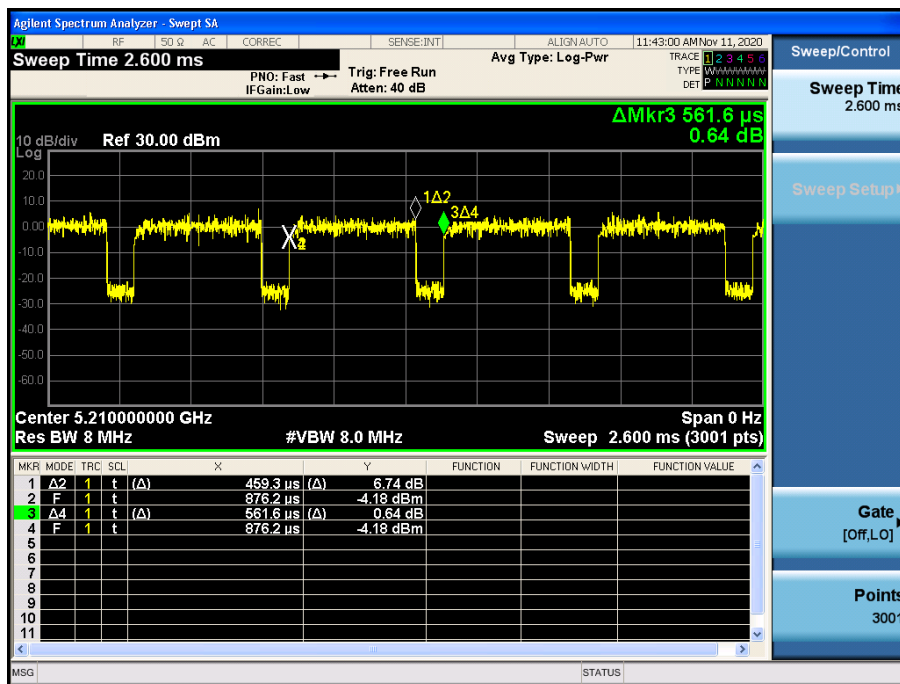 Agilent Spectrum Analyzer - Swept SA
LXI RF 50 Ω AC CORREC SENSE:INT ALIGN AUTO 11:43:00 AM Nov 11, 2020
Sweep Time 2.600 ms
Avg Type: Log-Pwr
TRACE 1 2 3 4 5 6
TYPE W
DET P N N N N N
PNO: Fast
IFGain:Low
Trig: Free Run
Atten: 40 dB
ΔMkr3 561.6 µs
0.64 dB
10 dB/div Ref 30.00 dBm
Log
20.0
10.0
0.00
-10.0
-20.0
-30.0
-40.0
-50.0
-60.0
1Δ2
3Δ4
Center 5.210000000 GHz Span 0 Hz
Res BW 8 MHz #VBW 8.0 MHz Sweep 2.600 ms (3001 pts)
MKR MODE TRC SCL X Y FUNCTION FUNCTION WIDTH FUNCTION VALUE
1 Δ2 1 t (Δ) 459.3 µs (Δ) 6.74 dB
2 F 1 t 876.2 µs -4.18 dBm
3 Δ4 1 t (Δ) 561.6 µs (Δ) 0.64 dB
4 F 1 t 876.2 µs -4.18 dBm
5
6
7
8
9
10
11
MSG STATUS
Sweep/Control
Sweep Time
2.600 ms
Sweep Setup
Gate
[Off,LO]
Points
3001